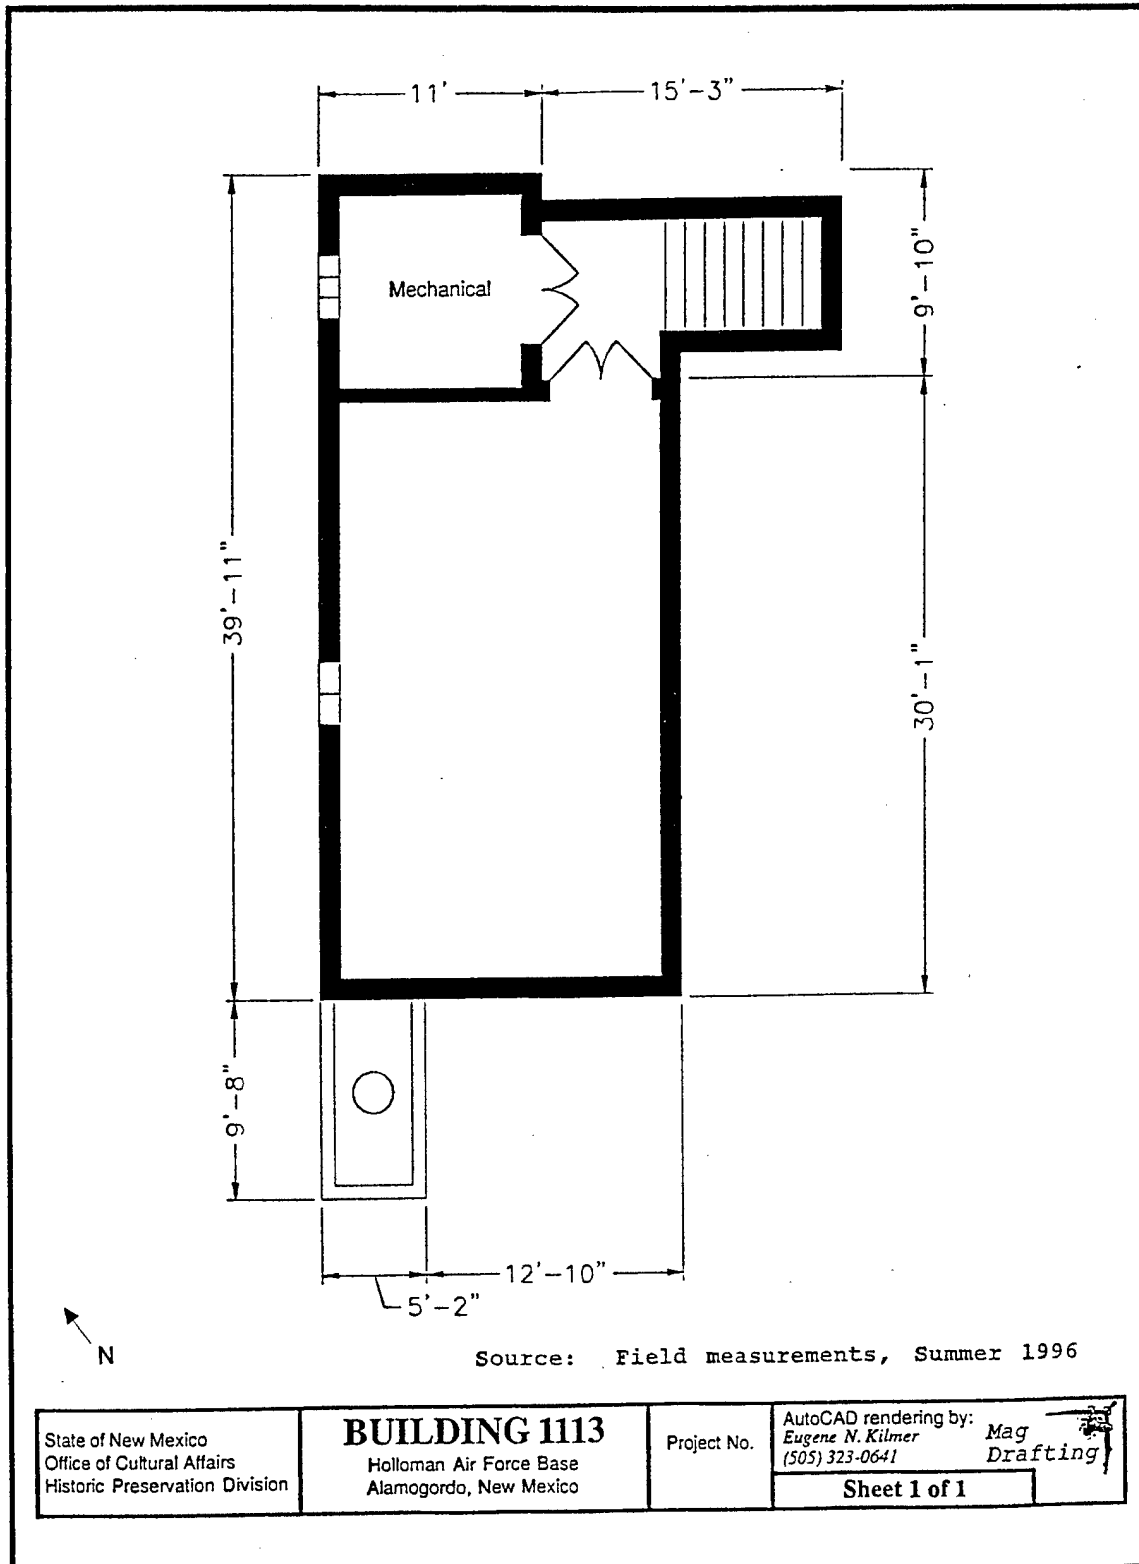 11'
15'-3"
9'-10"
Mechanical
39'-11"
30'-1"
9'-8"
12'-10"
5'-2"
N
Source: Field measurements, Summer 1996
State of New Mexico
Office of Cultural Affairs
Historic Preservation Division
BUILDING 1113
Holloman Air Force Base
Alamogordo, New Mexico
Project No.
AutoCAD rendering by:
Eugene N. Kilmer
(505) 323-0641
Mag
Drafting
Sheet 1 of 1